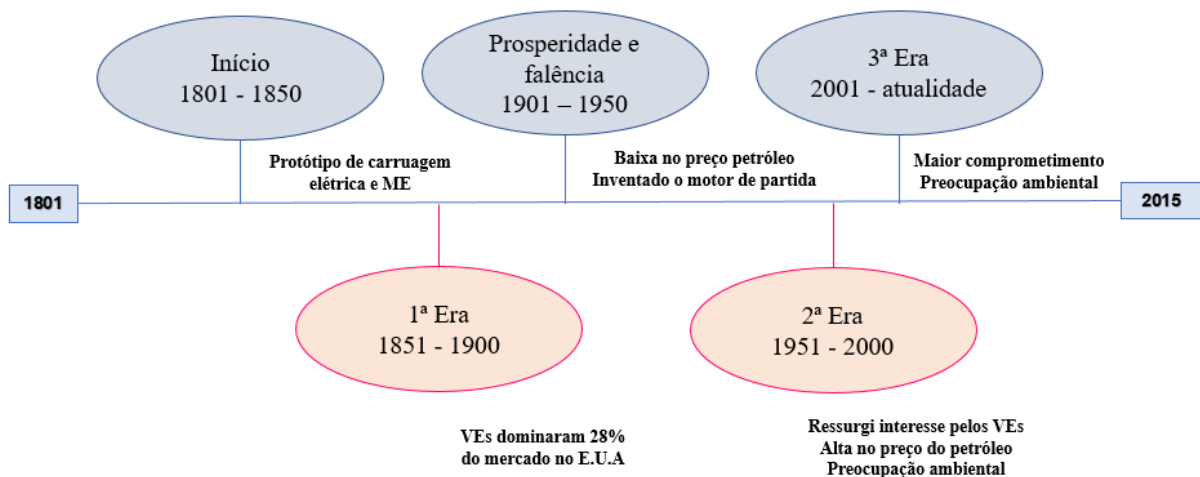 Início
1801 - 1850
Prosperidade e
falência
1901 – 1950
3ª Era
2001 - atualidade
Protótipo de carruagem
elétrica e ME
Baixa no preço petróleo
Inventado o motor de partida
Maior comprometimento
Preocupação ambiental
1801
2015
1ª Era
1851 - 1900
2ª Era
1951 - 2000
VEs dominaram 28%
do mercado no E.U.A
Ressurgi interesse pelos VEs
Alta no preço do petróleo
Preocupação ambiental